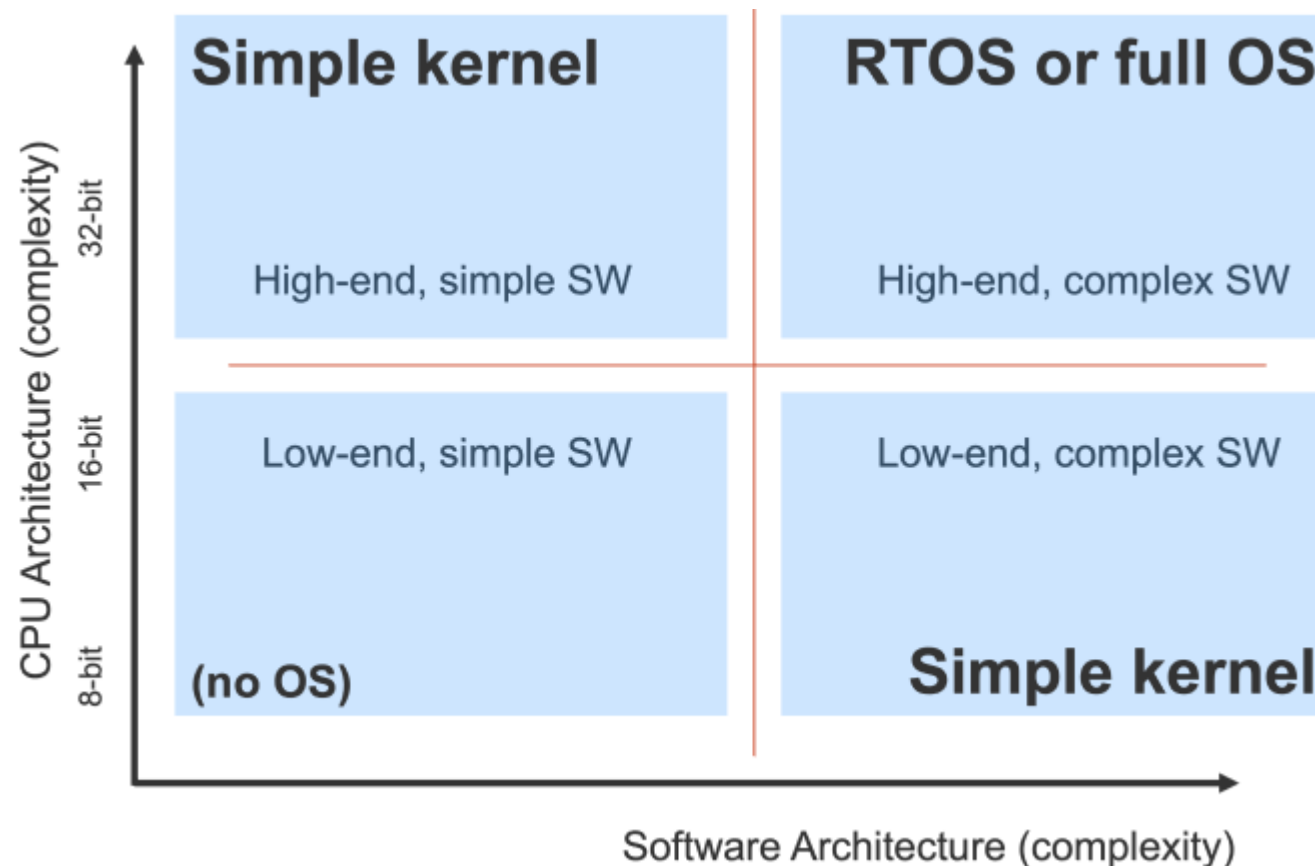 Simple kernel
RTOS or full OS
High-end, simple SW
High-end, complex SW
Low-end, simple SW
Low-end, complex SW
(no OS)
Simple kernel
CPU Architecture (complexity)
32-bit
16-bit
8-bit
Software Architecture (complexity)